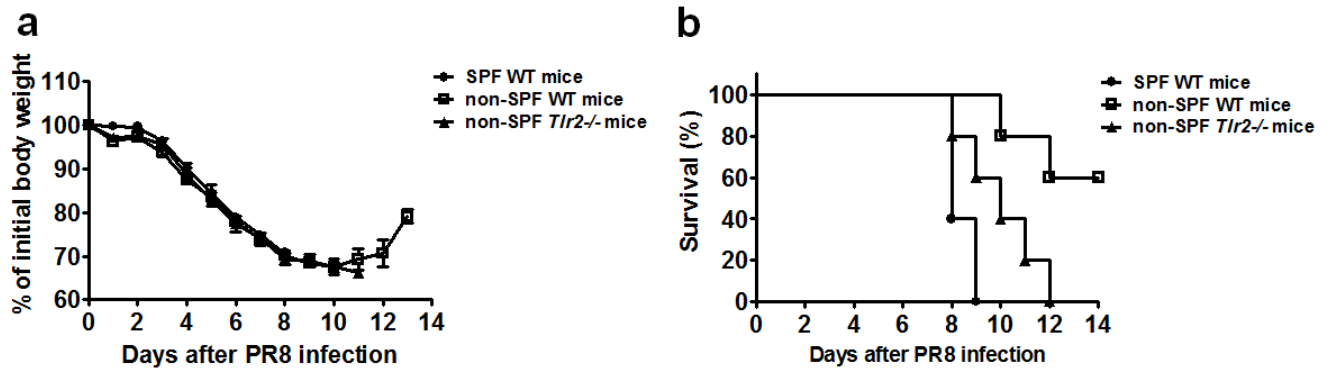 a
% of initial body weight
110
100
90
80
70
60
0 2 4 6 8 10 12 14
Days after PR8 infection
SPF WT mice
non-SPF WT mice
non-SPF Tlr2-/- mice
b
Survival (%)
100
80
60
40
20
0
0 2 4 6 8 10 12 14
Days after PR8 infection
SPF WT mice
non-SPF WT mice
non-SPF Tlr2-/- mice